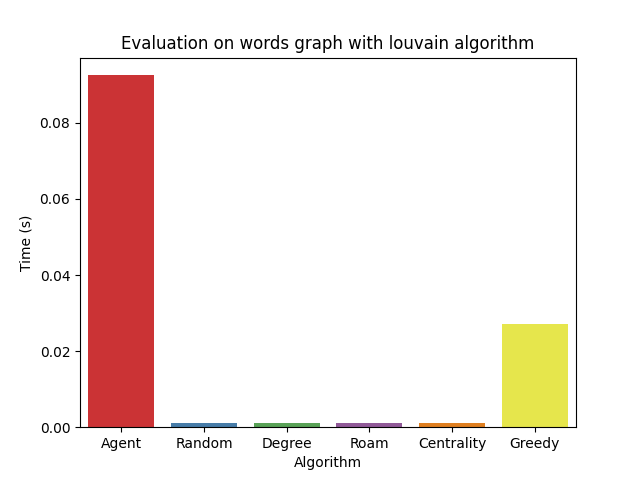 Evaluation on words graph with louvain algorithm
Time (s)
0.08
0.06
0.04
0.02
0.00
Agent Random Degree Roam Centrality Greedy
Algorithm